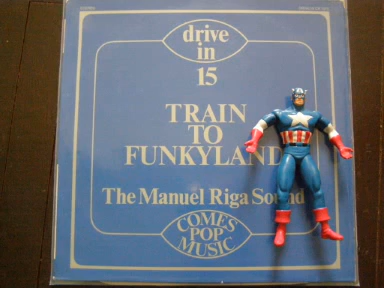 drive
in
15
TRAIN
TO
FUNKYLAND
The Manuel Riga Sound
COMES
POP
MUSIC